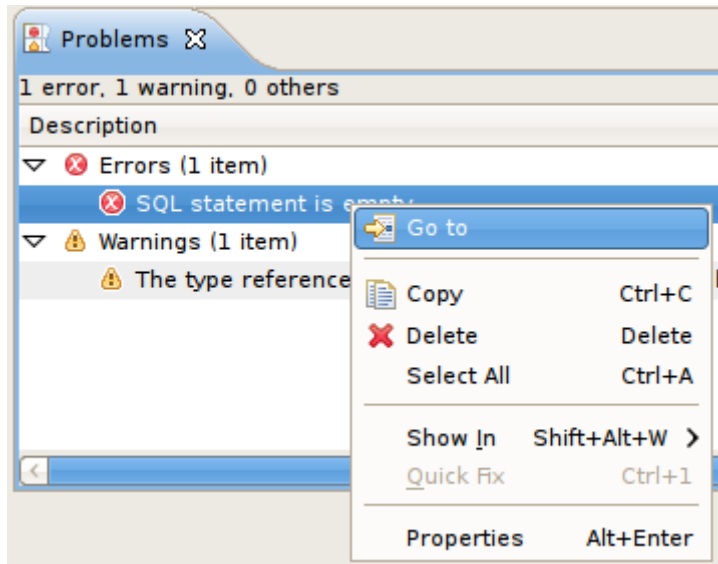 Problems
1 error, 1 warning, 0 others
Description
Errors (1 item)
SQL statement is empty
Warnings (1 item)
The type reference
Go to
Copy Ctrl+C
Delete Delete
Select All Ctrl+A
Show In Shift+Alt+W
Quick Fix Ctrl+1
Properties Alt+Enter